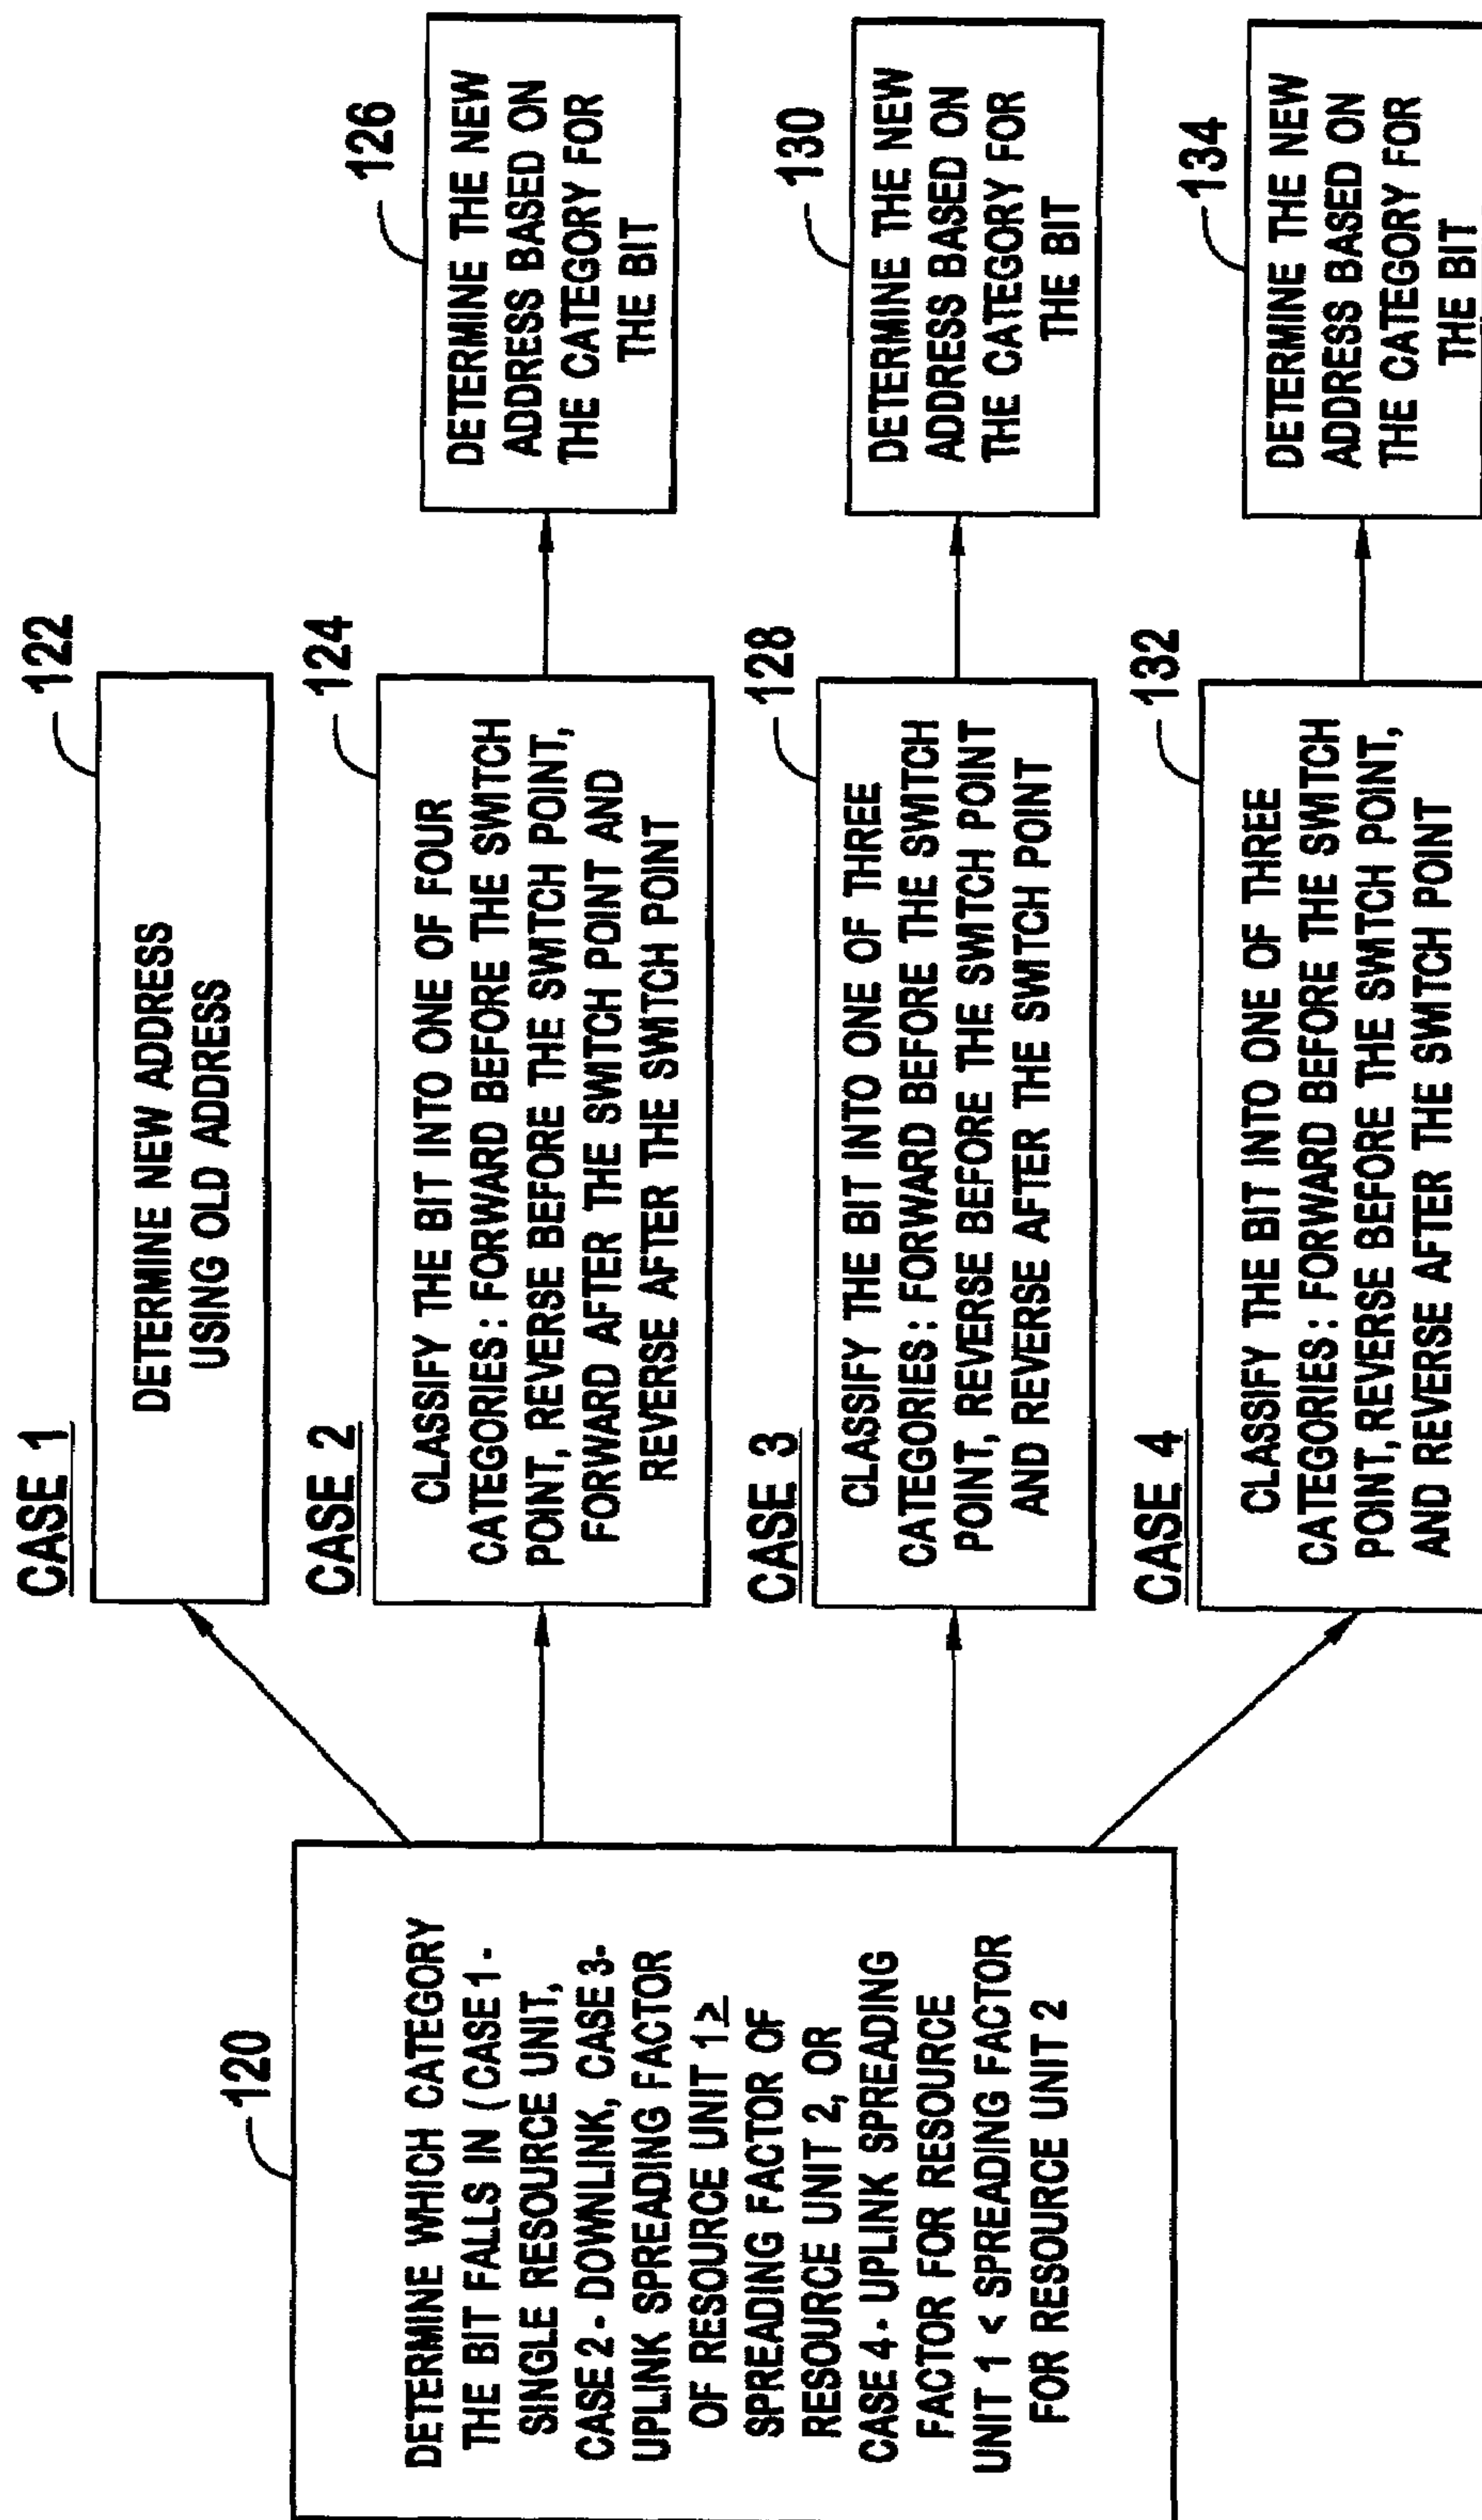 120
DETERMINE WHICH CATEGORY
THE BIT FALLS IN (CASE 1-
SINGLE RESOURCE UNIT,
CASE 2 - DOWNLINK, CASE 3-
UPLINK SPREADING FACTOR
OF RESOURCE UNIT 1 ≥
SPREADING FACTOR OF
RESOURCE UNIT 2, OR
CASE 4 - UPLINK SPREADING
FACTOR FOR RESOURCE
UNIT 1 < SPREADING FACTOR
FOR RESOURCE UNIT 2
CASE 1
122
DETERMINE NEW ADDRESS
USING OLD ADDRESS
CASE 2
124
CLASSIFY THE BIT INTO ONE OF FOUR
CATEGORIES: FORWARD BEFORE THE SWITCH
POINT, REVERSE BEFORE THE SWITCH POINT,
FORWARD AFTER THE SWITCH POINT AND
REVERSE AFTER THE SWITCH POINT
126
DETERMINE THE NEW
ADDRESS BASED ON
THE CATEGORY FOR
THE BIT
CASE 3
128
CLASSIFY THE BIT INTO ONE OF THREE
CATEGORIES: FORWARD BEFORE THE SWITCH
POINT, REVERSE BEFORE THE SWITCH POINT
AND REVERSE AFTER THE SWITCH POINT
130
DETERMINE THE NEW
ADDRESS BASED ON
THE CATEGORY FOR
THE BIT
CASE 4
132
CLASSIFY THE BIT INTO ONE OF THREE
CATEGORIES: FORWARD BEFORE THE SWITCH
POINT, REVERSE BEFORE THE SWITCH POINT,
AND REVERSE AFTER THE SWITCH POINT
134
DETERMINE THE NEW
ADDRESS BASED ON
THE CATEGORY FOR
THE BIT